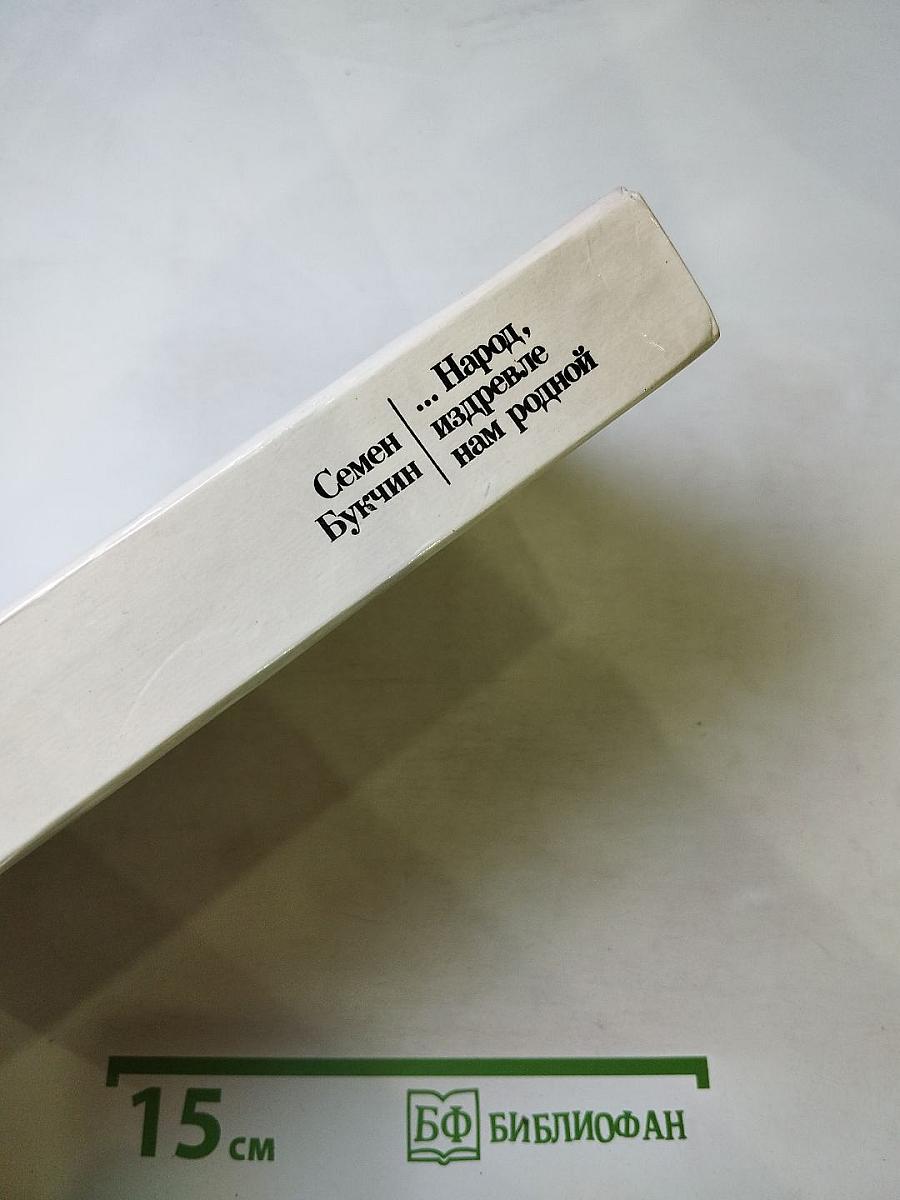 Семен
Букчин
... Народ,
издревле
нам родной
15 см
БФ БИБЛИОФАН